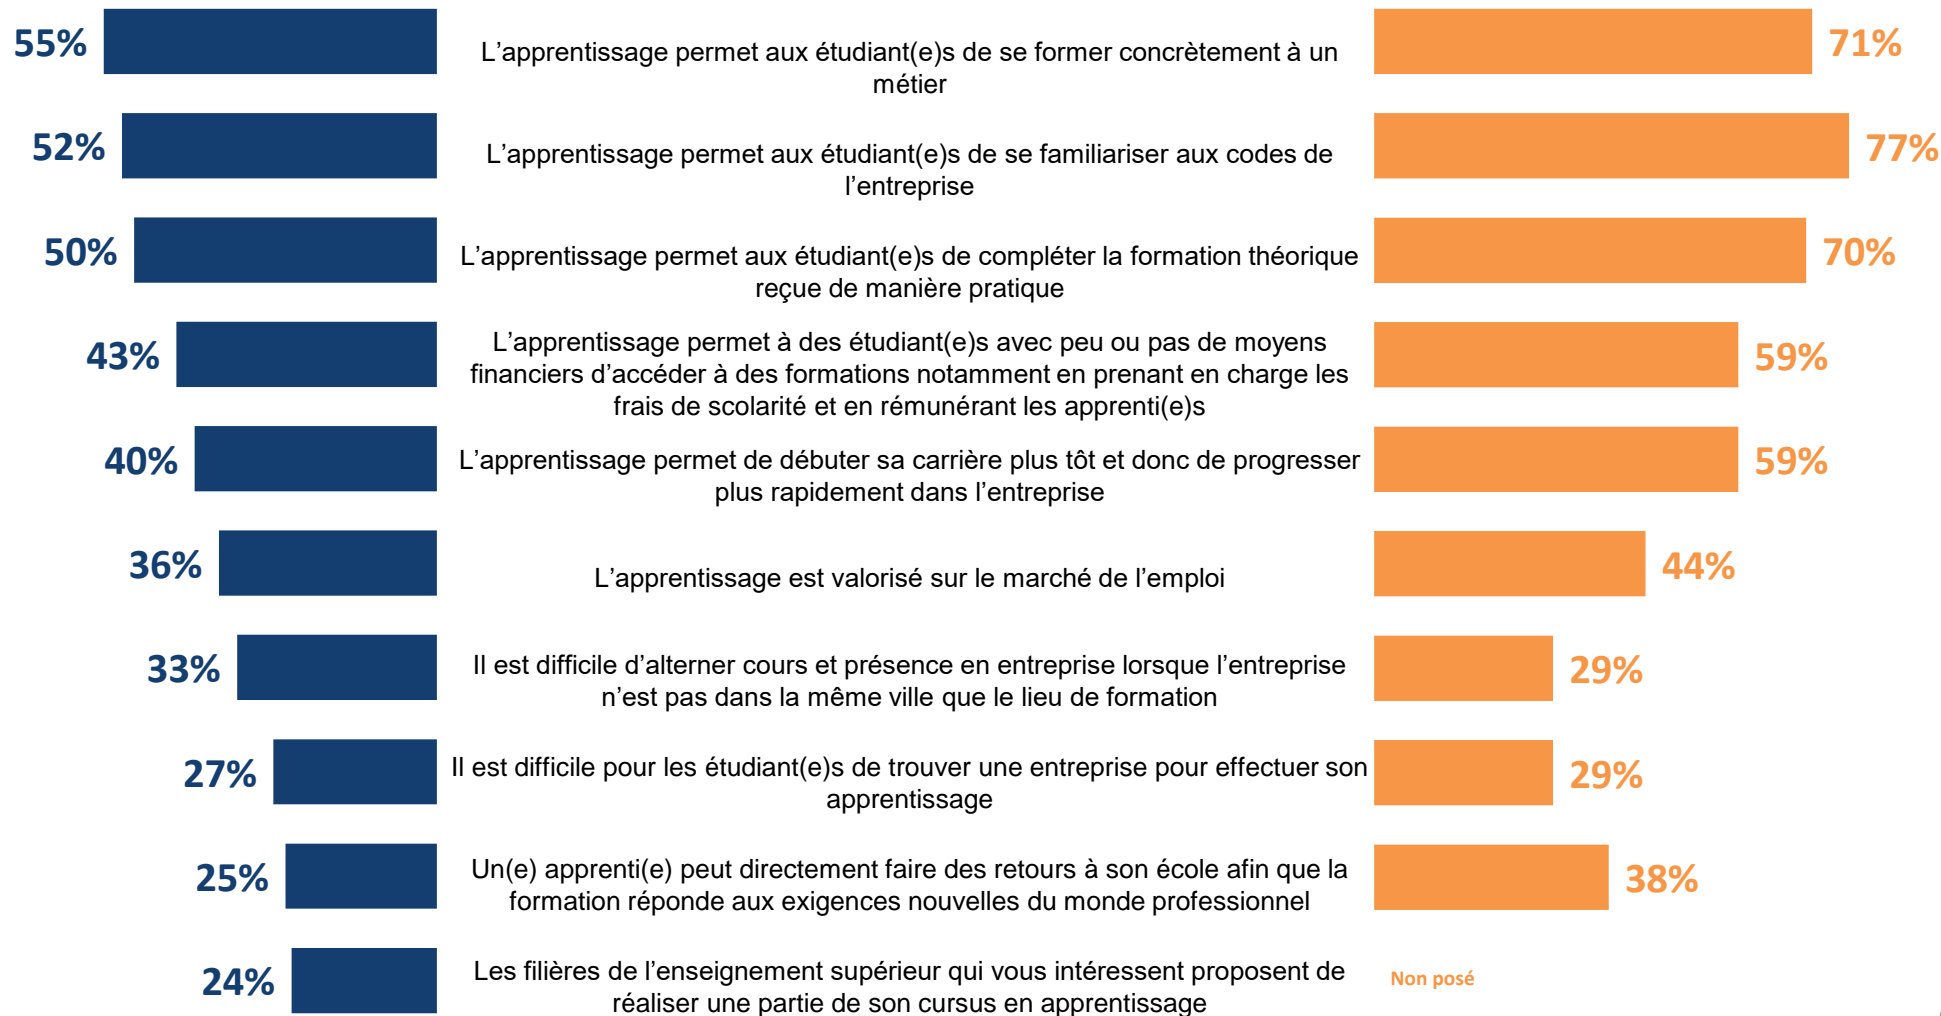 55%
L’apprentissage permet aux étudiant(e)s de se former concrètement à un
métier
71%
52%
L’apprentissage permet aux étudiant(e)s de se familiariser aux codes de
l’entreprise
77%
50%
L’apprentissage permet aux étudiant(e)s de compléter la formation théorique
reçue de manière pratique
70%
43%
L’apprentissage permet à des étudiant(e)s avec peu ou pas de moyens
financiers d’accéder à des formations notamment en prenant en charge les
frais de scolarité et en rémunérant les apprenti(e)s
59%
40%
L’apprentissage permet de débuter sa carrière plus tôt et donc de progresser
plus rapidement dans l’entreprise
59%
36%
L’apprentissage est valorisé sur le marché de l’emploi
44%
33%
Il est difficile d’alterner cours et présence en entreprise lorsque l’entreprise
n’est pas dans la même ville que le lieu de formation
29%
27%
Il est difficile pour les étudiant(e)s de trouver une entreprise pour effectuer son
apprentissage
29%
25%
Un(e) apprenti(e) peut directement faire des retours à son école afin que la
formation réponde aux exigences nouvelles du monde professionnel
38%
24%
Les filières de l’enseignement supérieur qui vous intéressent proposent de
réaliser une partie de son cursus en apprentissage
Non posé